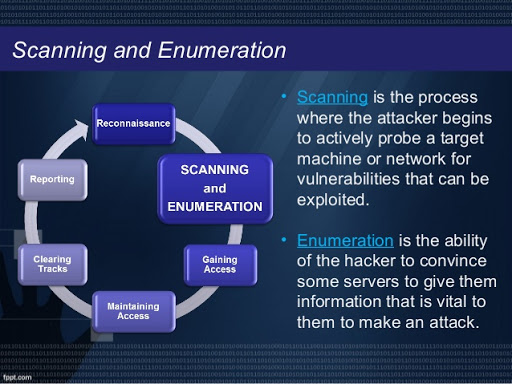 Scanning and Enumeration
Reconnaissance
SCANNING
and
ENUMERATION
Gaining
Access
Maintaining
Access
Clearing
Tracks
Reporting
• Scanning is the process
where the attacker begins
to actively probe a target
machine or network for
vulnerabilities that can be
exploited.
• Enumeration is the ability
of the hacker to convince
some servers to give them
information that is vital to
them to make an attack.
fppt.com